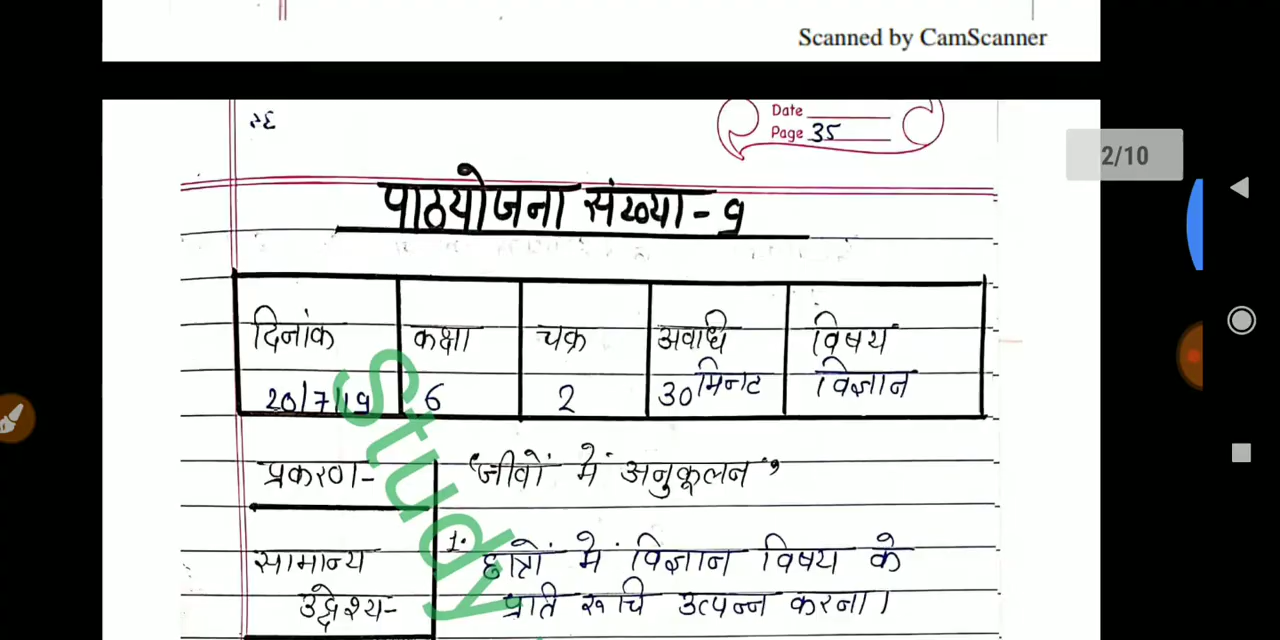 Scanned by CamScanner
२६
Date
Page 35
2/10
पाठयोजना संख्या - 9
दिनांक कक्षा चक्र अवधि विषय
20/7/19 6 2 30 मिनट विज्ञान
प्रकरण- "जीवों में अनुकूलन"
सामान्य 1. छात्रों में विज्ञान विषय के
उद्देश्य- प्रति रूचि उत्पन्न करना।
Study